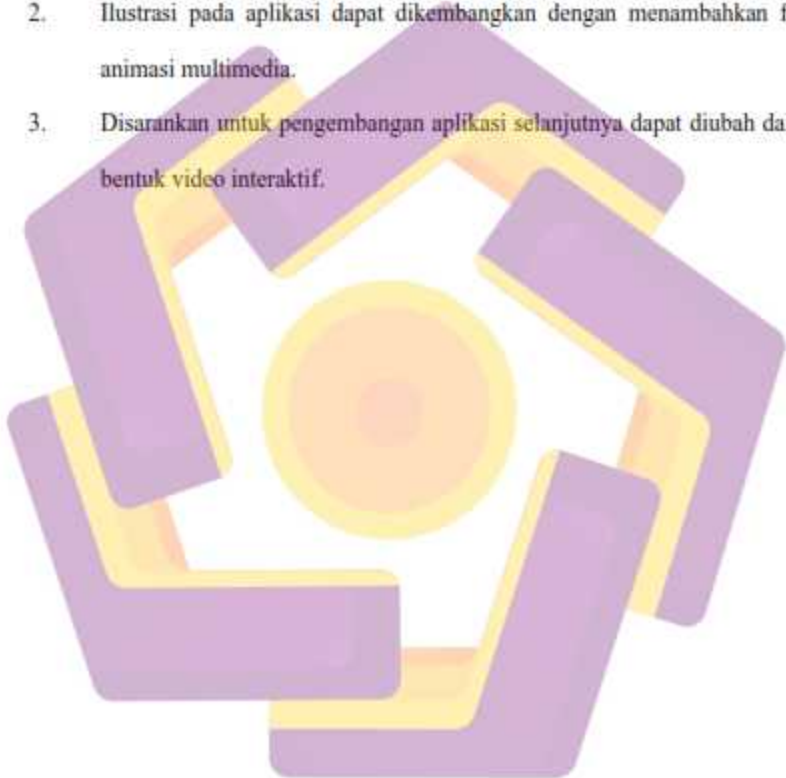 2. Ilustrasi pada aplikasi dapat dikembangkan dengan menambahkan
animasi multimedia.
3. Disarankan untuk pengembangan aplikasi selanjutnya dapat diubah
bentuk video interaktif.